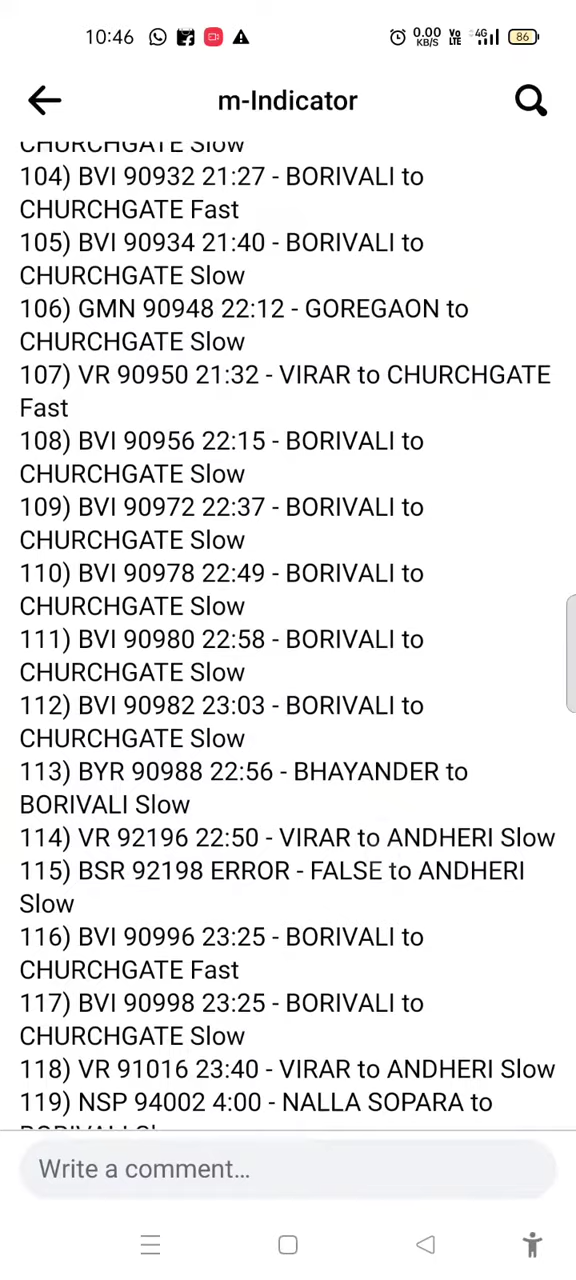 10:46
0.00 KB/S
Vo LTE
4G
86
m-Indicator
CHURCHGATE Slow
104) BVI 90932 21:27 - BORIVALI to
CHURCHGATE Fast
105) BVI 90934 21:40 - BORIVALI to
CHURCHGATE Slow
106) GMN 90948 22:12 - GOREGAON to
CHURCHGATE Slow
107) VR 90950 21:32 - VIRAR to CHURCHGATE
Fast
108) BVI 90956 22:15 - BORIVALI to
CHURCHGATE Slow
109) BVI 90972 22:37 - BORIVALI to
CHURCHGATE Slow
110) BVI 90978 22:49 - BORIVALI to
CHURCHGATE Slow
111) BVI 90980 22:58 - BORIVALI to
CHURCHGATE Slow
112) BVI 90982 23:03 - BORIVALI to
CHURCHGATE Slow
113) BYR 90988 22:56 - BHAYANDER to
BORIVALI Slow
114) VR 92196 22:50 - VIRAR to ANDHERI Slow
115) BSR 92198 ERROR - FALSE to ANDHERI
Slow
116) BVI 90996 23:25 - BORIVALI to
CHURCHGATE Fast
117) BVI 90998 23:25 - BORIVALI to
CHURCHGATE Slow
118) VR 91016 23:40 - VIRAR to ANDHERI Slow
119) NSP 94002 4:00 - NALLA SOPARA to
Write a comment...